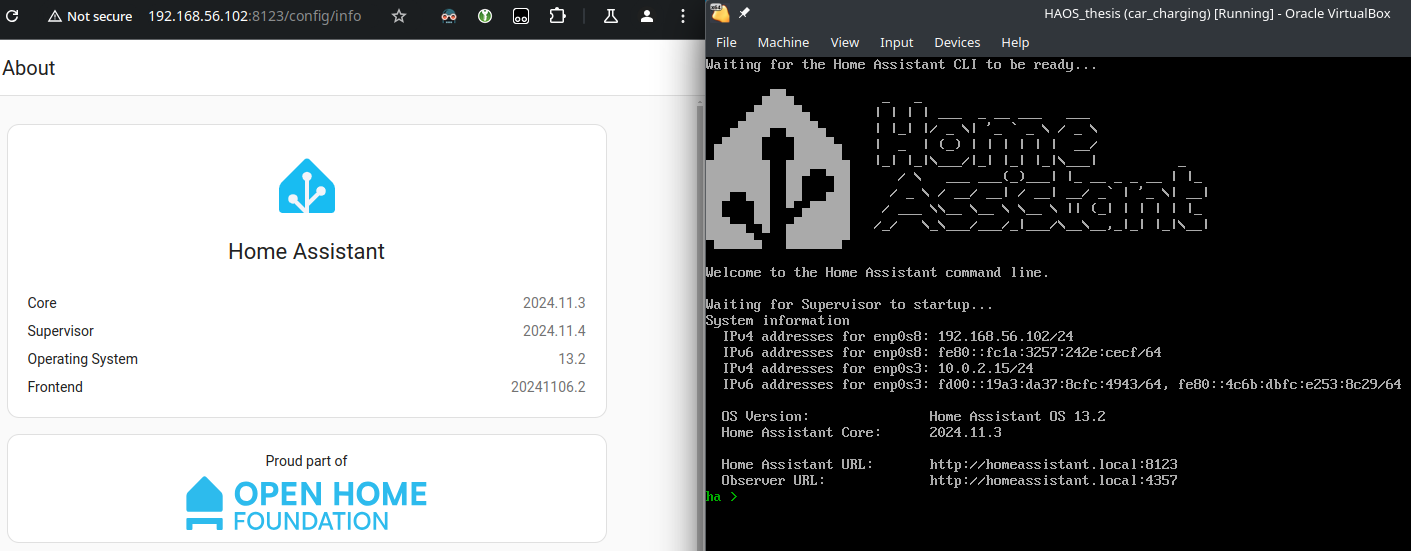 Not secure 192.168.56.102:8123/config/info
About
Home Assistant
Core 2024.11.3
Supervisor 2024.11.4
Operating System 13.2
Frontend 20241106.2
Proud part of
OPEN HOME
FOUNDATION
HAOS_thesis (car_charging) [Running] - Oracle VirtualBox
File Machine View Input Devices Help
Waiting for the Home Assistant CLI to be ready...
Home
Assistant
Welcome to the Home Assistant command line.
Waiting for Supervisor to startup...
System information
IPv4 addresses for enp0s8: 192.168.56.102/24
IPv6 addresses for enp0s8: fe80::fc1a:3257:242e:cecf/64
IPv4 addresses for enp0s3: 10.0.2.15/24
IPv6 addresses for enp0s3: fd00::19a3:da37:8cfc:4943/64, fe80::4c6b:dbfc:e253:8c29/64
OS Version: Home Assistant OS 13.2
Home Assistant Core: 2024.11.3
Home Assistant URL: http://homeassistant.local:8123
Observer URL: http://homeassistant.local:4357
ha >